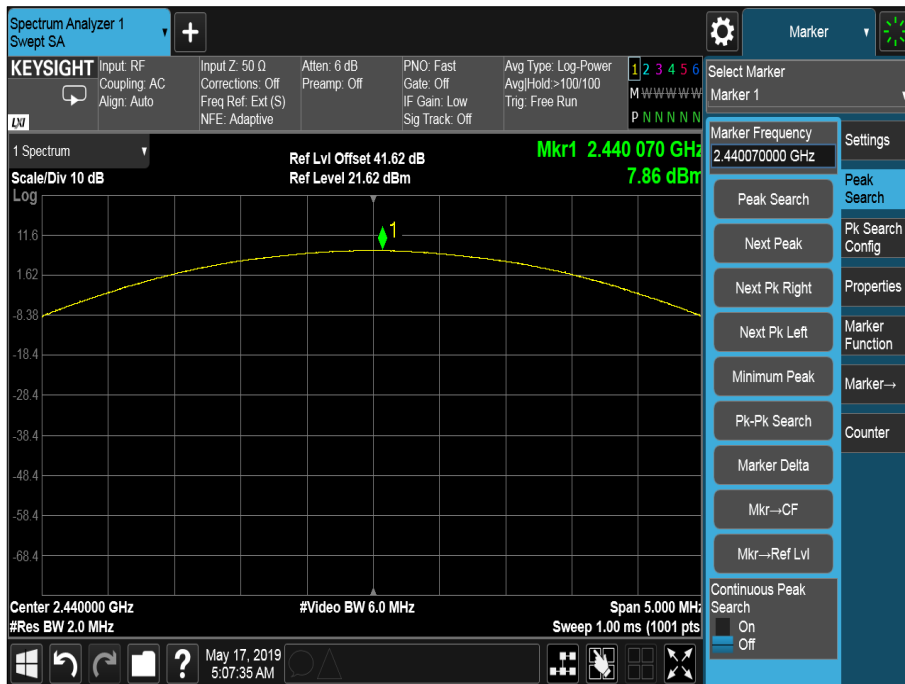 Spectrum Analyzer 1
Swept SA
Marker
KEYSIGHT
LXI
Input: RF
Coupling: AC
Align: Auto
Input Z: 50 Ω
Corrections: Off
Freq Ref: Ext (S)
NFE: Adaptive
Atten: 6 dB
Preamp: Off
PNO: Fast
Gate: Off
IF Gain: Low
Sig Track: Off
Avg Type: Log-Power
Avg|Hold:>100/100
Trig: Free Run
1 2 3 4 5 6
M W W W W W
P N N N N N
1 Spectrum
Scale/Div 10 dB
Ref Lvl Offset 41.62 dB
Ref Level 21.62 dBm
Mkr1 2.440 070 GHz
7.86 dBm
Log
11.6
1.62
-8.38
-18.4
-28.4
-38.4
-48.4
-58.4
-68.4
1
Center 2.440000 GHz
#Res BW 2.0 MHz
#Video BW 6.0 MHz
Span 5.000 MHz
Sweep 1.00 ms (1001 pts
Select Marker
Marker 1
Marker Frequency
2.440070000 GHz
Peak Search
Next Peak
Next Pk Right
Next Pk Left
Minimum Peak
Pk-Pk Search
Marker Delta
Mkr→CF
Mkr→Ref Lvl
Continuous Peak
Search
On
Off
Settings
Peak
Search
Pk Search
Config
Properties
Marker
Function
Marker→
Counter
?
May 17, 2019
5:07:35 AM